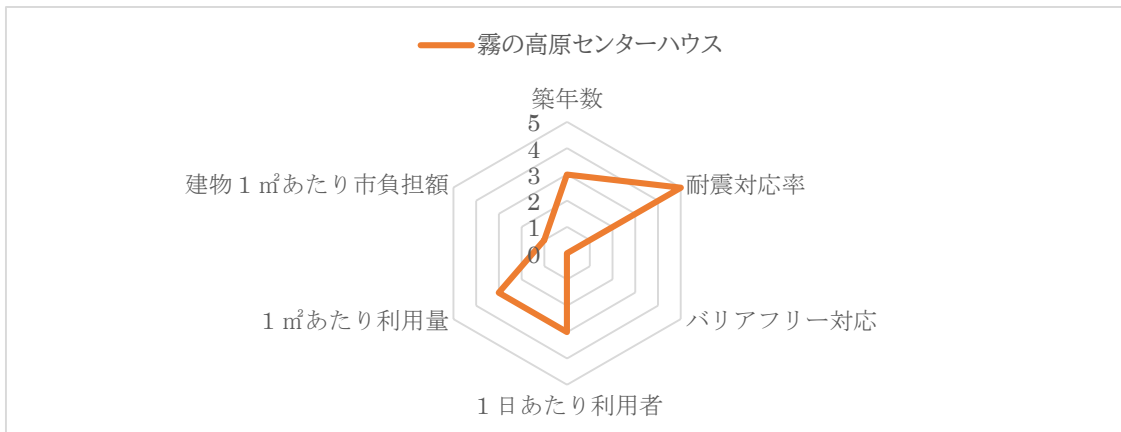 霧の高原センターハウス
築年数
5
4
3
2
1
0
建物１㎡あたり市負担額
耐震対応率
１㎡あたり利用量
バリアフリー対応
１日あたり利用者